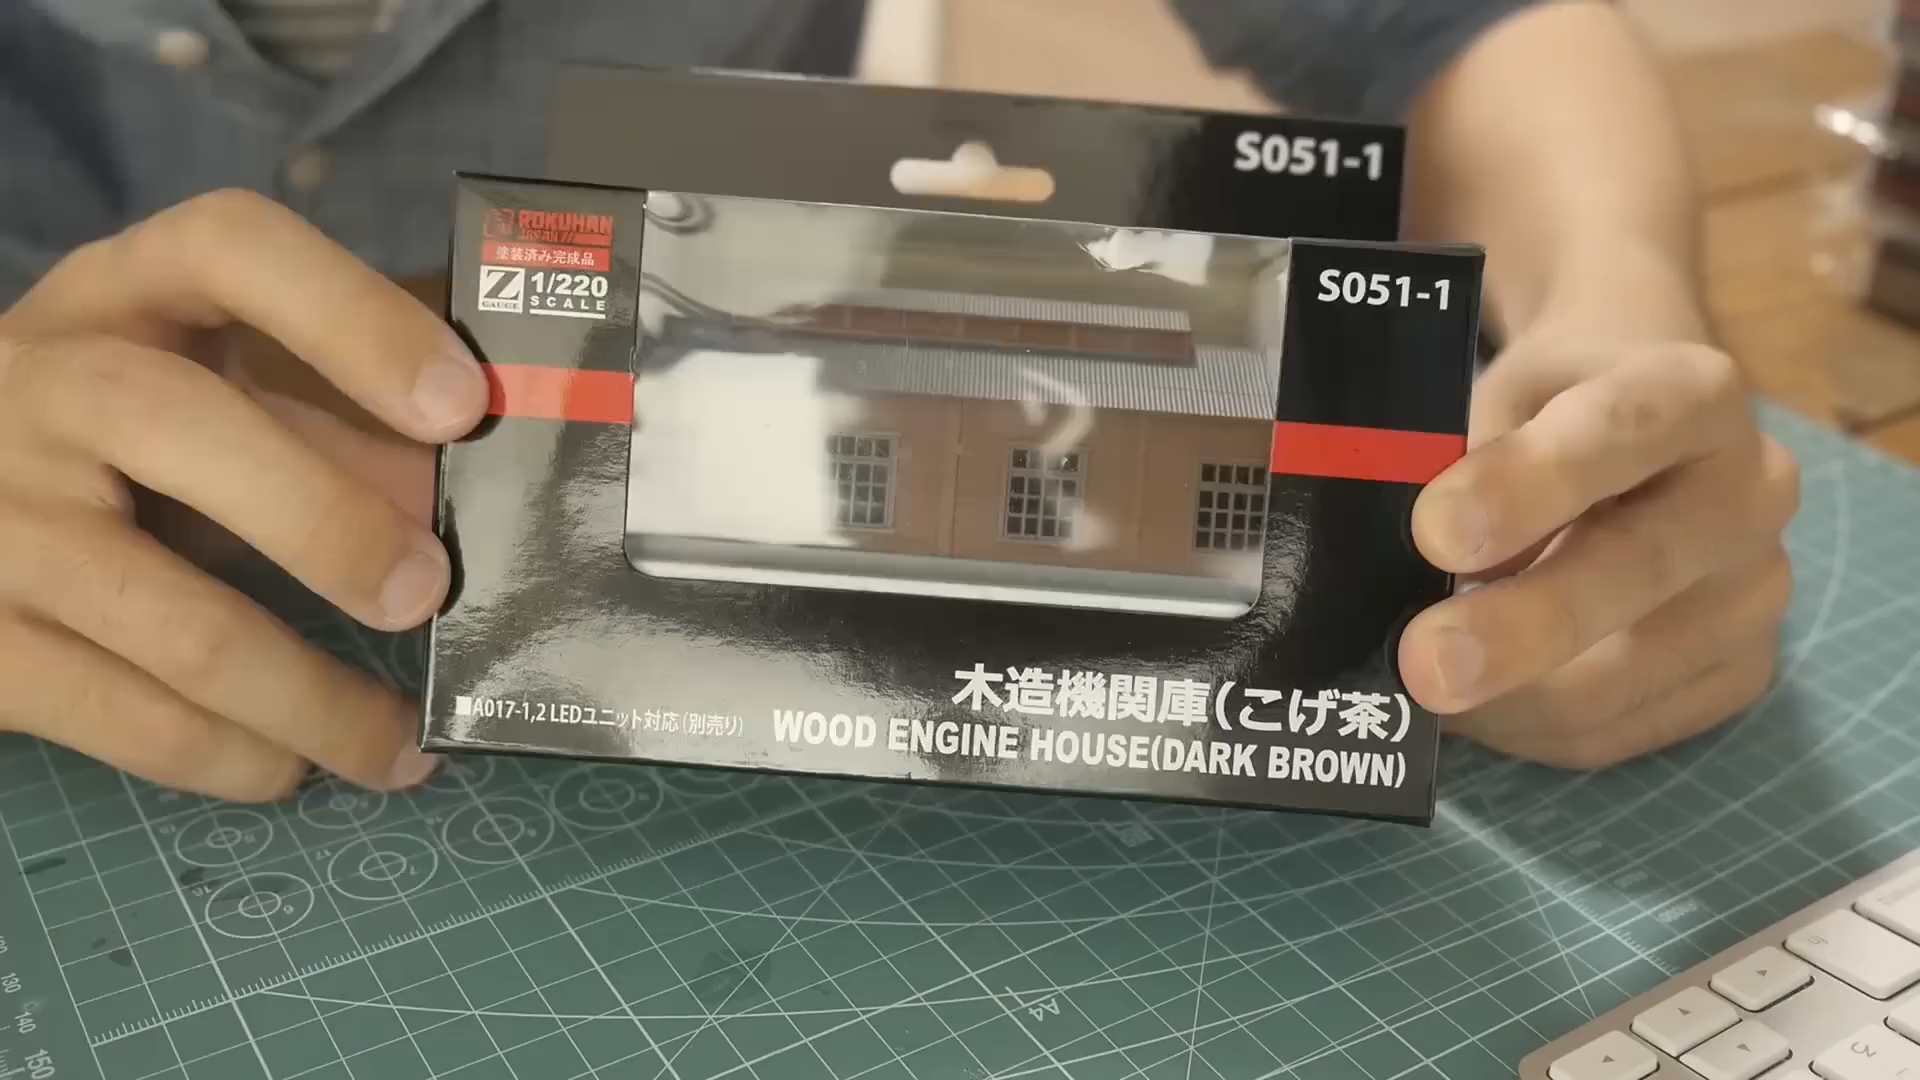 S051-1
ROKUHAN
JAPAN
塗装済み完成品
Z
GAUGE
1/220
SCALE
S051-1
木造機関庫(こげ茶)
■A017-1,2 LEDユニット対応(別売り)
WOOD ENGINE HOUSE(DARK BROWN)
A4
130
140
150
3